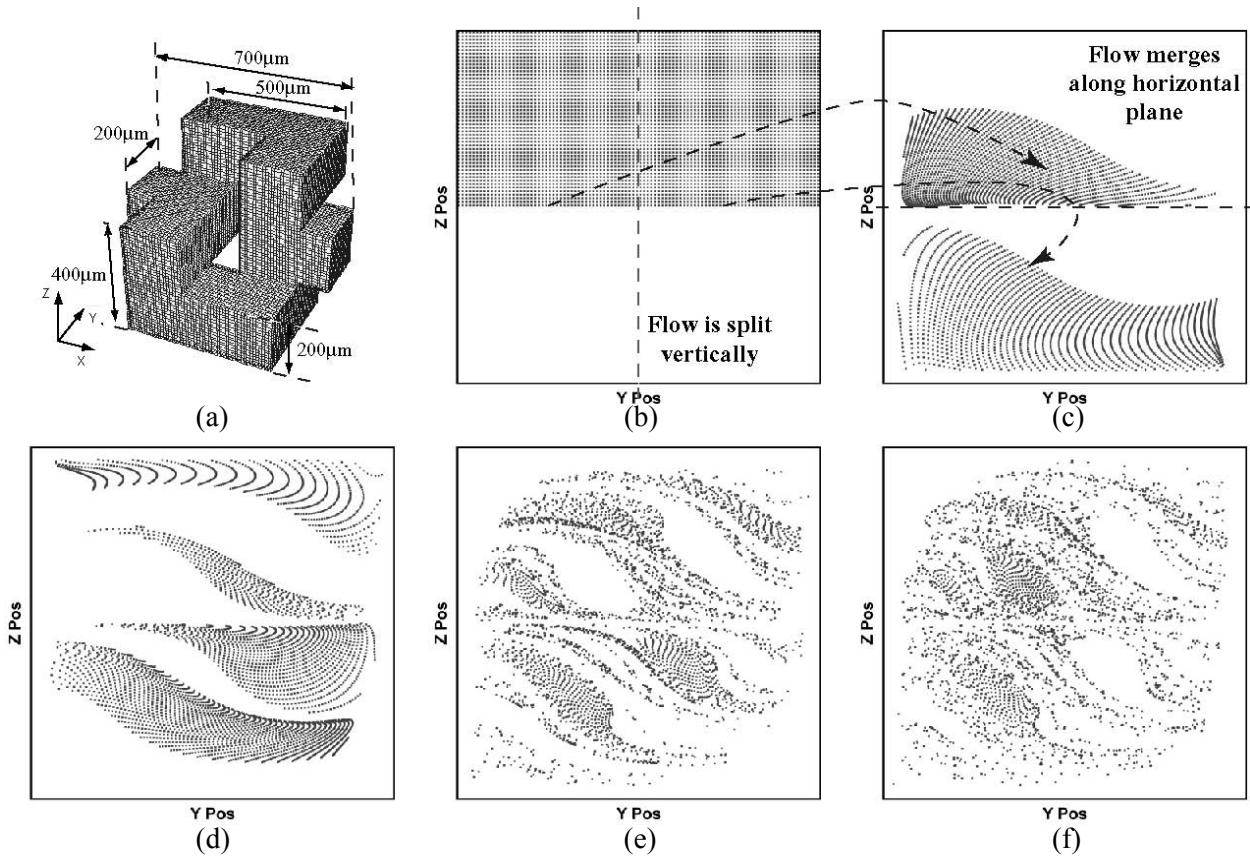 700µm
500µm
200µm
400µm
Z
Y
X
200µm
(a)
Z Pos
Flow is split
vertically
Y Pos
(b)
Z Pos
Flow merges
along horizontal
plane
Y Pos
(c)
Z Pos
Y Pos
(d)
Z Pos
Y Pos
(e)
Z Pos
Y Pos
(f)